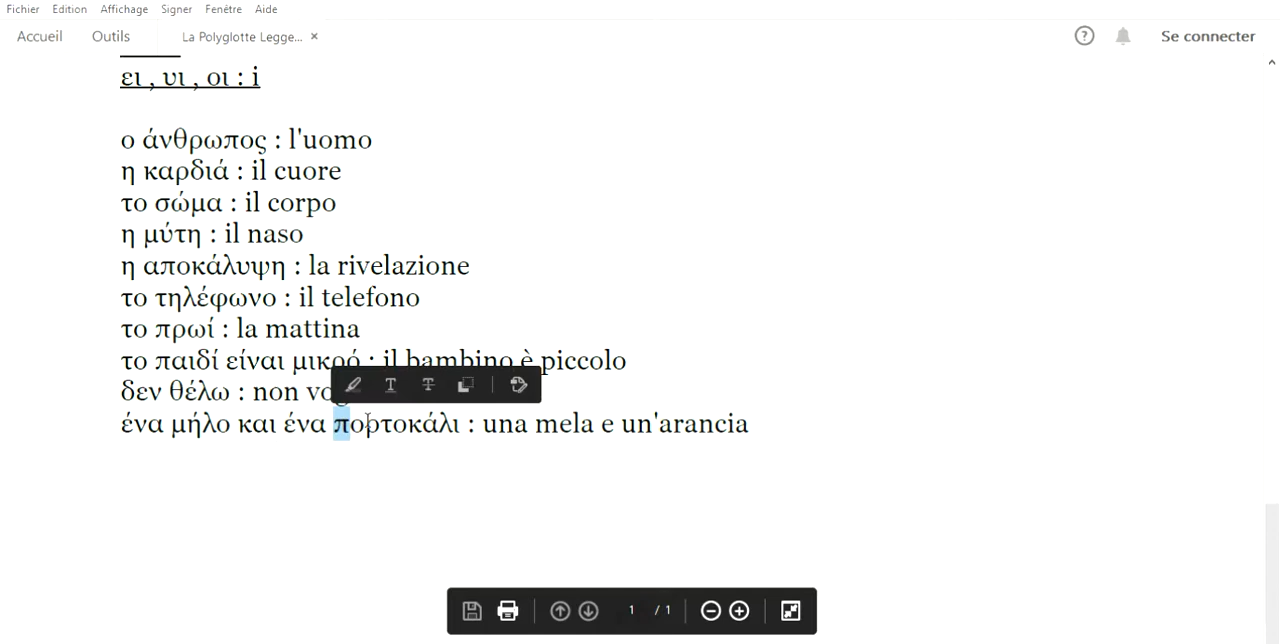 Fichier Edition Affichage Signer Fenêtre Aide
Accueil Outils La Polyglotte Legge... × ? Se connecter
ει , υι , οι : i
ο άνθρωπος : l'uomo
η καρδιά : il cuore
το σώμα : il corpo
η μύτη : il naso
η αποκάλυψη : la rivelazione
το τηλέφωνο : il telefono
το πρωί : la mattina
το παιδί είναι μικρό : il bambino è piccolo
δεν θέλω : non
ένα μήλο και ένα πορτοκάλι : una mela e un'arancia
1 / 1